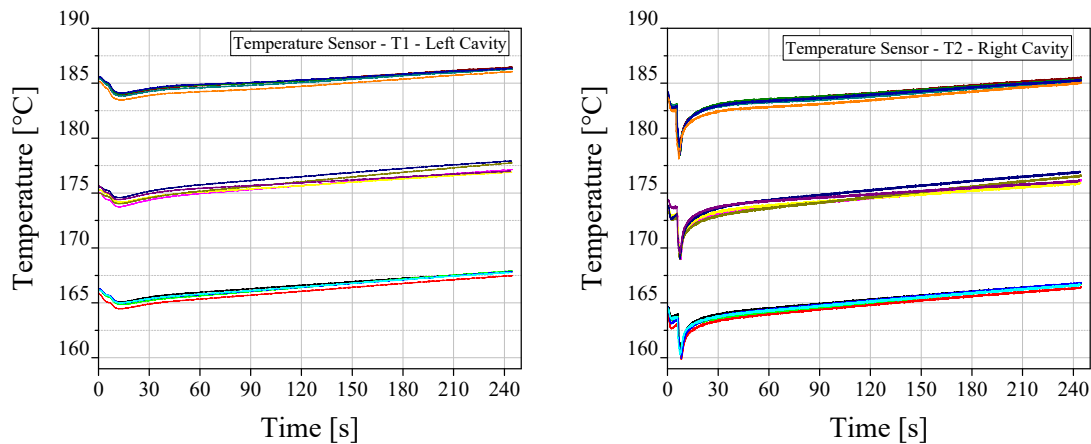 Temperature Sensor - T1 - Left Cavity
190
185
180
175
170
165
160
Temperature [°C]
0 30 60 90 120 150 180 210 240
Time [s]
Temperature Sensor - T2 - Right Cavity
190
185
180
175
170
165
160
Temperature [°C]
0 30 60 90 120 150 180 210 240
Time [s]